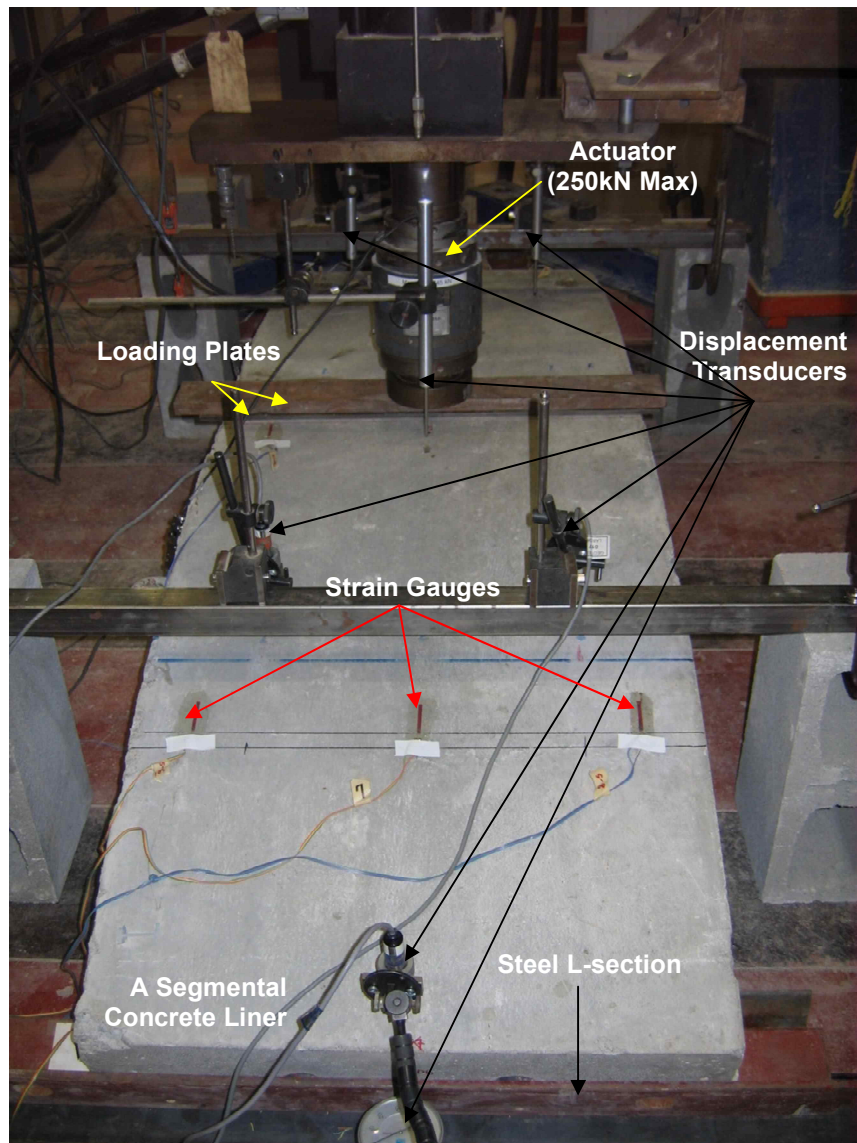 Actuator
(250kN Max)
Loading Plates
Displacement
Transducers
Strain Gauges
7
A Segmental
Concrete Liner
Steel L-section